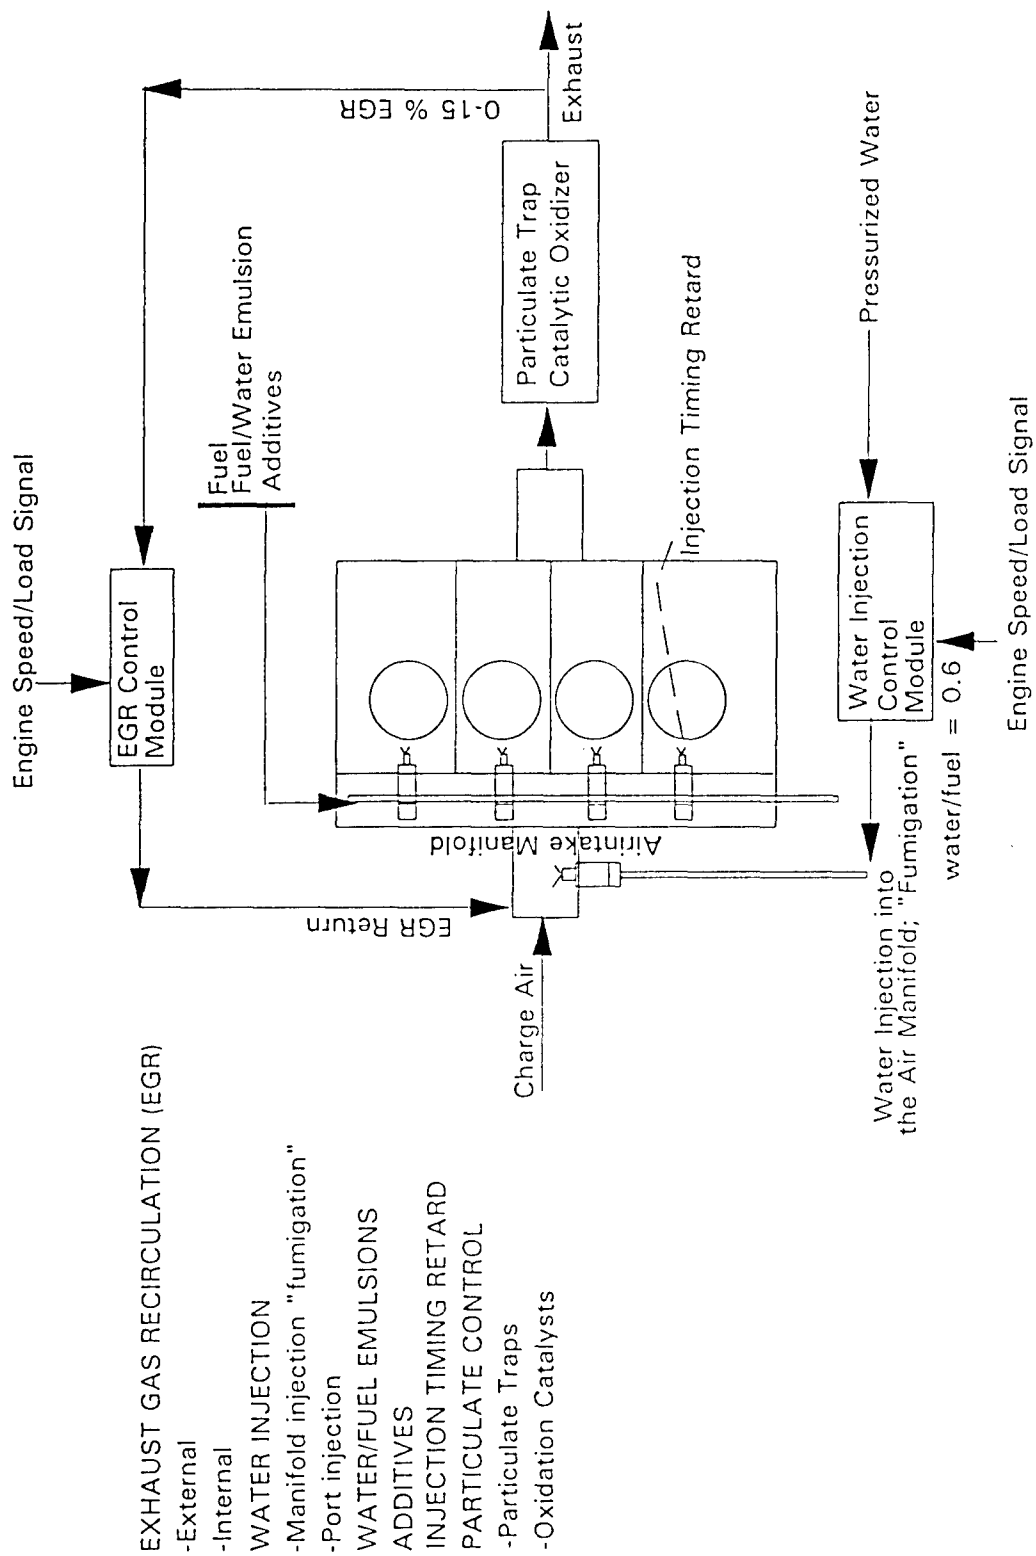 EXHAUST GAS RECIRCULATION (EGR)
-External
-Internal
WATER INJECTION
-Manifold injection "fumigation"
-Port injection
WATER/FUEL EMULSIONS
ADDITIVES
INJECTION TIMING RETARD
PARTICULATE CONTROL
-Particulate Traps
-Oxidation Catalysts
Engine Speed/Load Signal
EGR Control
Module
0-15 % EGR
EGR Return
Fuel
Fuel/Water Emulsion
Additives
Charge Air
Airintake Manifold
Particulate Trap
Catalytic Oxidizer
Exhaust
Injection Timing Retard
Water Injection into
the Air Manifold; "Fumigation"
water/fuel = 0.6
Water Injection
Control
Module
Pressurized Water
Engine Speed/Load Signal